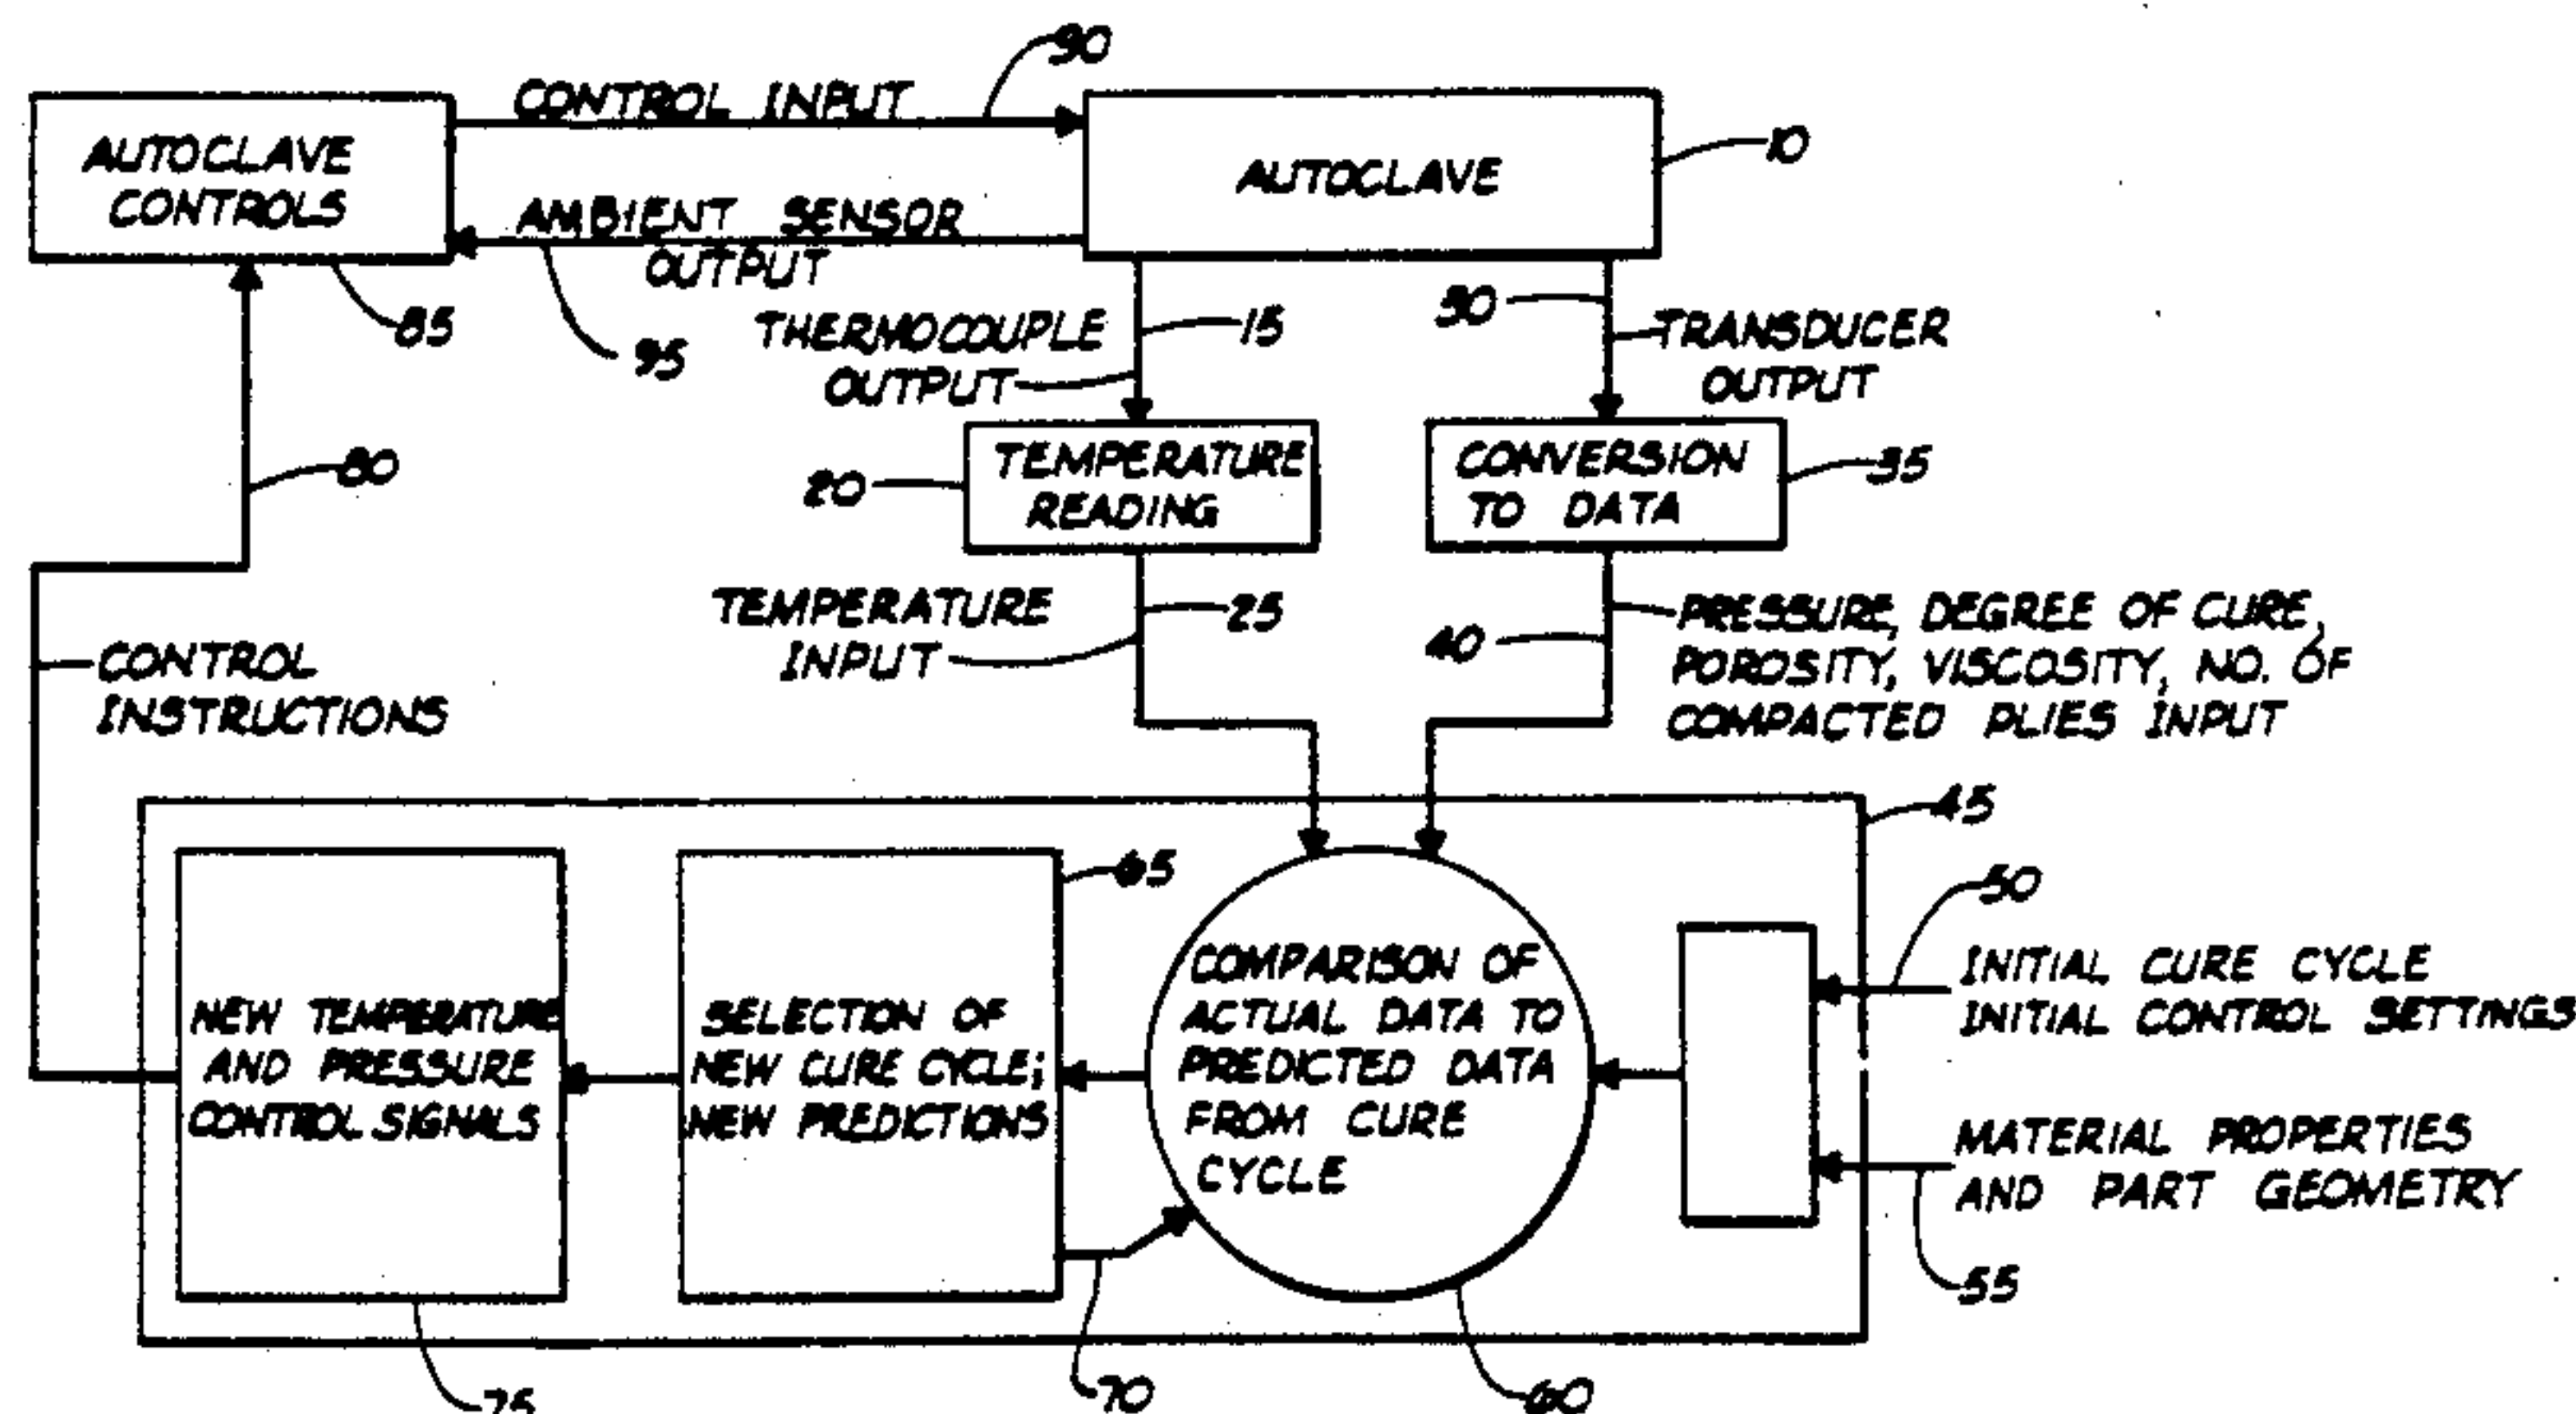 90
CONTROL INPUT
AUTOCLAVE
CONTROLS
AUTOCLAVE
10
AMBIENT SENSOR
OUTPUT
85
95
THERMOCOUPLE
OUTPUT
15
30
TRANSDUCER
OUTPUT
80
20
TEMPERATURE
READING
CONVERSION
TO DATA
35
TEMPERATURE
INPUT
25
40
PRESSURE, DEGREE OF CURE,
POROSITY, VISCOSITY, NO. OF
COMPACTED PLIES INPUT
CONTROL
INSTRUCTIONS
45
65
50
NEW TEMPERATURE
AND PRESSURE
CONTROL SIGNALS
SELECTION OF
NEW CURE CYCLE;
NEW PREDICTIONS
COMPARISON OF
ACTUAL DATA TO
PREDICTED DATA
FROM CURE
CYCLE
INITIAL CURE CYCLE
INITIAL CONTROL SETTINGS
MATERIAL PROPERTIES
AND PART GEOMETRY
55
75
70
60